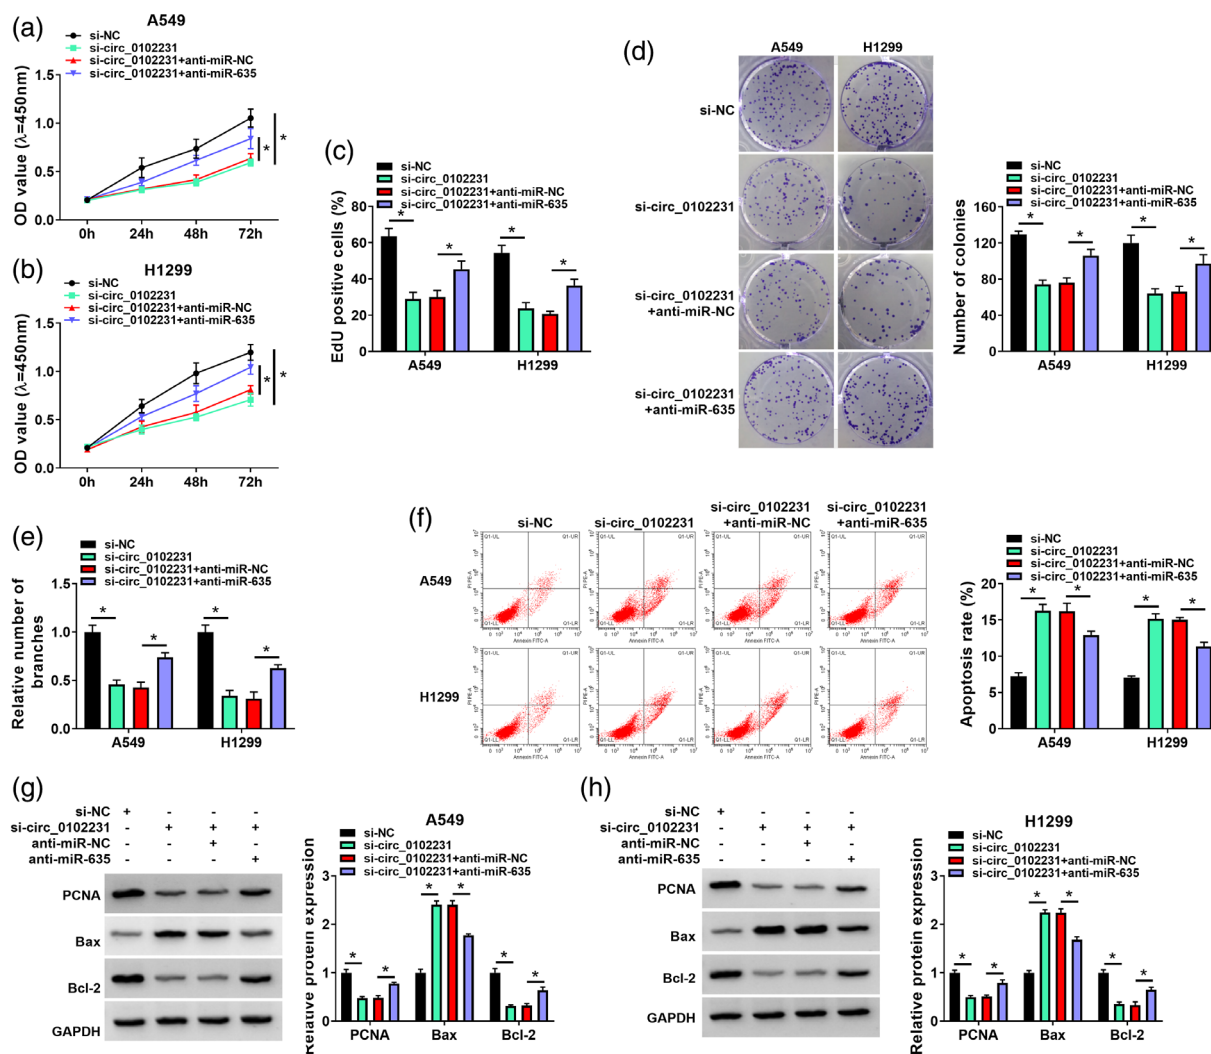 (a)
A549
si-NC
si-circ_0102231
si-circ_0102231+anti-miR-NC
si-circ_0102231+anti-miR-635
OD value (λ=450nm)
1.5
1.0
0.5
0.0
0h 24h 48h 72h
*
*
(b)
H1299
si-NC
si-circ_0102231
si-circ_0102231+anti-miR-NC
si-circ_0102231+anti-miR-635
OD value (λ=450nm)
1.5
1.0
0.5
0.0
0h 24h 48h 72h
*
*
(c)
si-NC
si-circ_0102231
si-circ_0102231+anti-miR-NC
si-circ_0102231+anti-miR-635
EdU positive cells (%)
80
60
40
20
0
* * * *
A549 H1299
(d)
A549 H1299
si-NC
si-circ_0102231
si-circ_0102231
+anti-miR-NC
si-circ_0102231
+anti-miR-635
si-NC
si-circ_0102231
si-circ_0102231+anti-miR-NC
si-circ_0102231+anti-miR-635
Number of colonies
160
120
80
40
0
* * * *
A549 H1299
(e)
si-NC
si-circ_0102231
si-circ_0102231+anti-miR-NC
si-circ_0102231+anti-miR-635
Relative number of
branches
1.5
1.0
0.5
0.0
* * * *
A549 H1299
(f)
si-NC
si-circ_0102231
si-circ_0102231
+anti-miR-NC
si-circ_0102231
+anti-miR-635
A549
H1299
Q1-UL Q1-UR
Q1-LL Q1-LR
PI PE-A
Annexin FITC-A
si-NC
si-circ_0102231
si-circ_0102231+anti-miR-NC
si-circ_0102231+anti-miR-635
Apoptosis rate (%)
20
15
10
5
0
* * * *
A549 H1299
(g)
si-NC + - - -
si-circ_0102231 - + + +
anti-miR-NC - - + -
anti-miR-635 - - - +
PCNA
Bax
Bcl-2
GAPDH
A549
si-NC
si-circ_0102231
si-circ_0102231+anti-miR-NC
si-circ_0102231+anti-miR-635
Relative protein expression
3
2
1
0
* * * * * *
PCNA Bax Bcl-2
(h)
si-NC + - - -
si-circ_0102231 - + + +
anti-miR-NC - - + -
anti-miR-635 - - - +
PCNA
Bax
Bcl-2
GAPDH
H1299
si-NC
si-circ_0102231
si-circ_0102231+anti-miR-NC
si-circ_0102231+anti-miR-635
Relative protein expression
3
2
1
0
* * * * * *
PCNA Bax Bcl-2